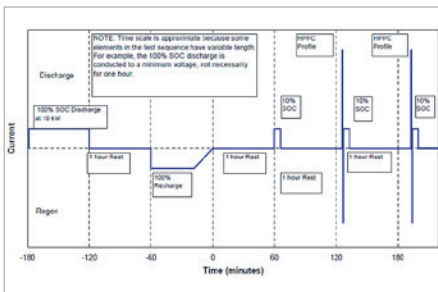 NOTE: Time scale is approximate because some
elements in the test sequence have variable length.
For example, the 100% SOC discharge is
conducted to a minimum voltage, not necessarily
for one hour.
HPPC
Profile
HPPC
Profile
Discharge
100% SOC Discharge
at 10 kW
10%
SOC
10%
SOC
10%
SOC
Current
1 hour Rest
1 hour Rest
1 hour Rest
100%
Recharge
1 hour Rest
Regen
-180
-120
-60
0
60
120
180
Time (minutes)